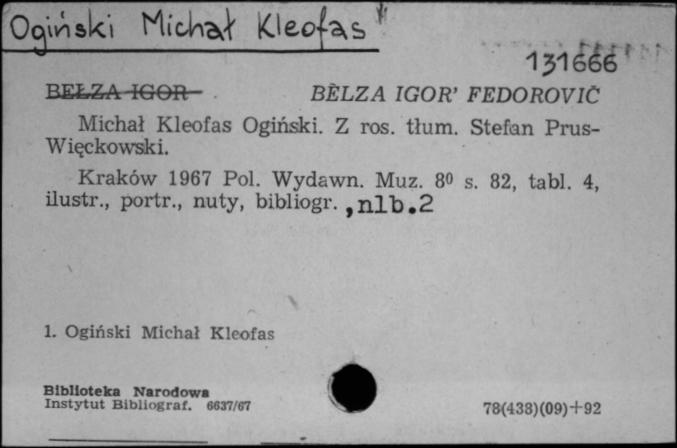 Ogiński Michał Kleofas
131666
BEŁZA IGOR BÈLZA IGOR' FEDOROVIČ
Michał Kleofas Ogiński. Z ros. tłum. Stefan Prus-
Więckowski.
Kraków 1967 Pol. Wydawn. Muz. 8⁰ s. 82, tabl. 4,
ilustr., portr., nuty, bibliogr. ,nlb.2
1. Ogiński Michał Kleofas
Biblioteka Narodowa
Instytut Bibliograf. 6637/67
78(438)(09)+92